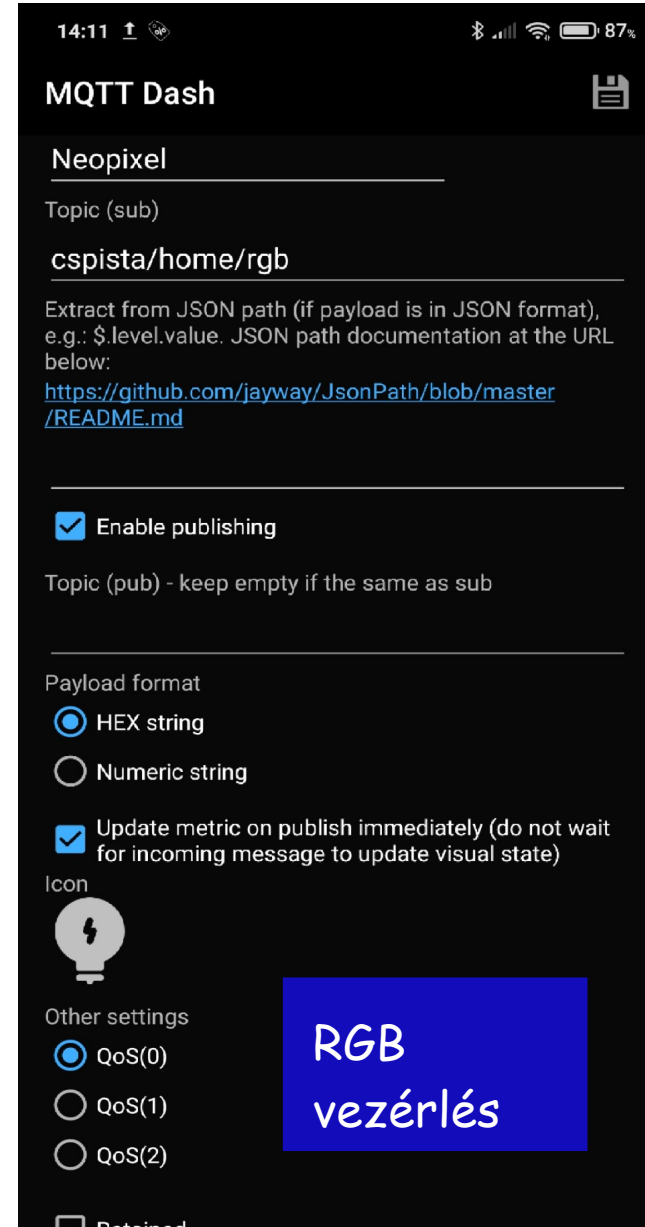 14:11
87%
MQTT Dash
Neopixel
Topic (sub)
cspista/home/rgb
Extract from JSON path (if payload is in JSON format),
e.g.: $.level.value. JSON path documentation at the URL
below:
https://github.com/jayway/JsonPath/blob/master
/README.md
Enable publishing
Topic (pub) - keep empty if the same as sub
Payload format
HEX string
Numeric string
Update metric on publish immediately (do not wait
for incoming message to update visual state)
Icon
Other settings
QoS(0)
RGB
vezérlés
QoS(1)
QoS(2)
Retained